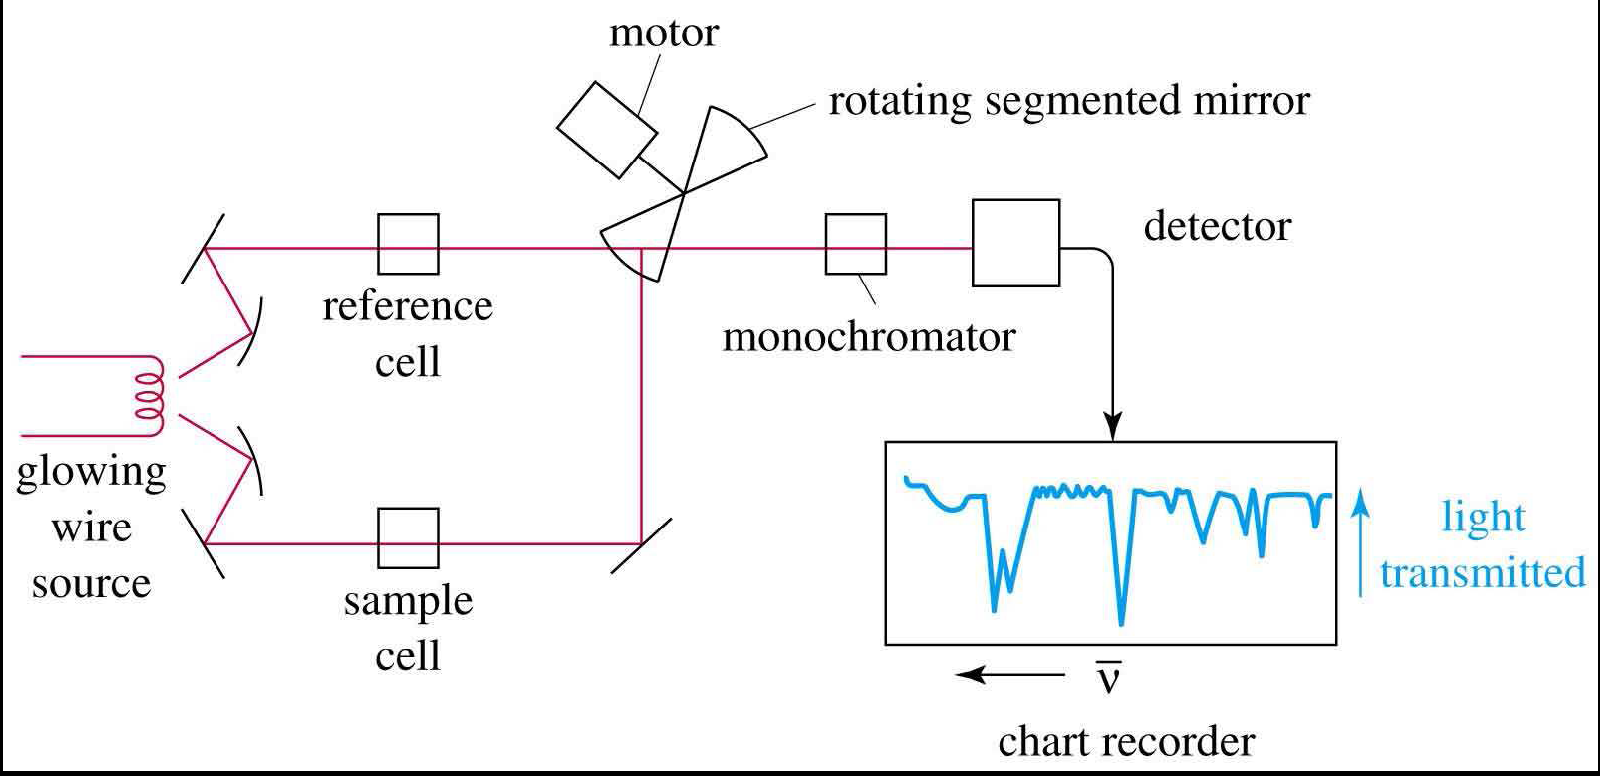 motor
rotating segmented mirror
detector
reference
cell
monochromator
glowing
wire
source
light
transmitted
sample
cell
ν̅
chart recorder